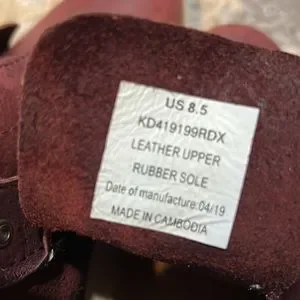 US 8.5
KD419199RDX
LEATHER UPPER
RUBBER SOLE
Date of manufacture:04/19
MADE IN CAMBODIA